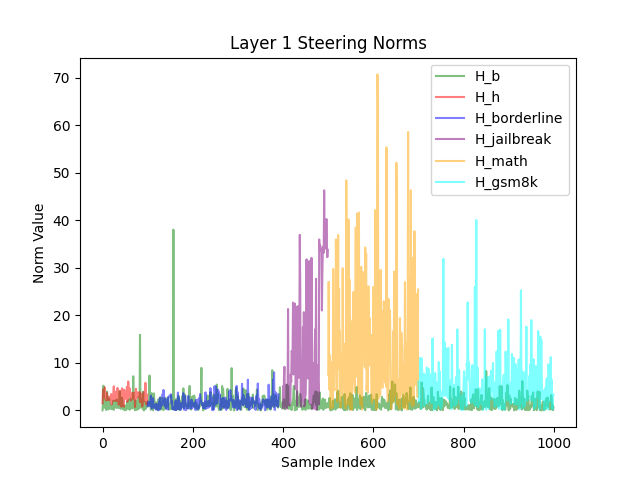 Layer 1 Steering Norms
Norm Value
70
60
50
40
30
20
10
0
0 200 400 600 800 1000
Sample Index
H_b
H_h
H_borderline
H_jailbreak
H_math
H_gsm8k